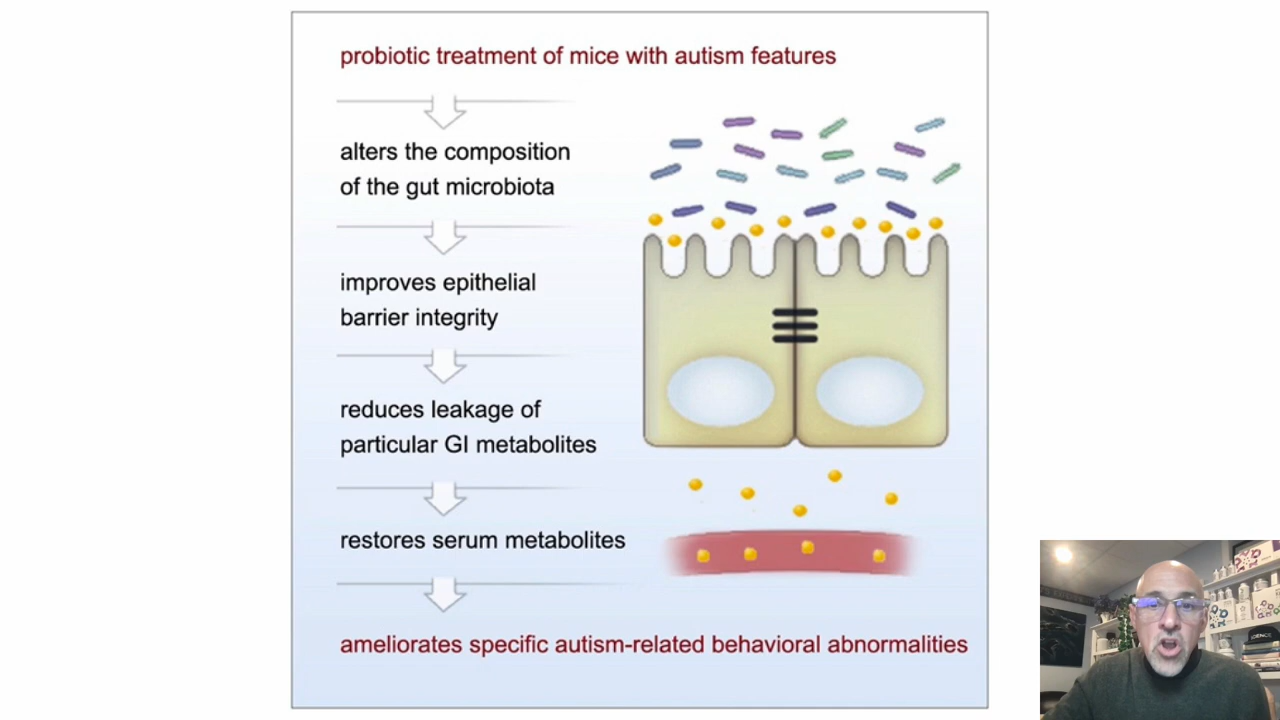 probiotic treatment of mice with autism features
alters the composition
of the gut microbiota
improves epithelial
barrier integrity
reduces leakage of
particular GI metabolites
restores serum metabolites
ameliorates specific autism-related behavioral abnormalities